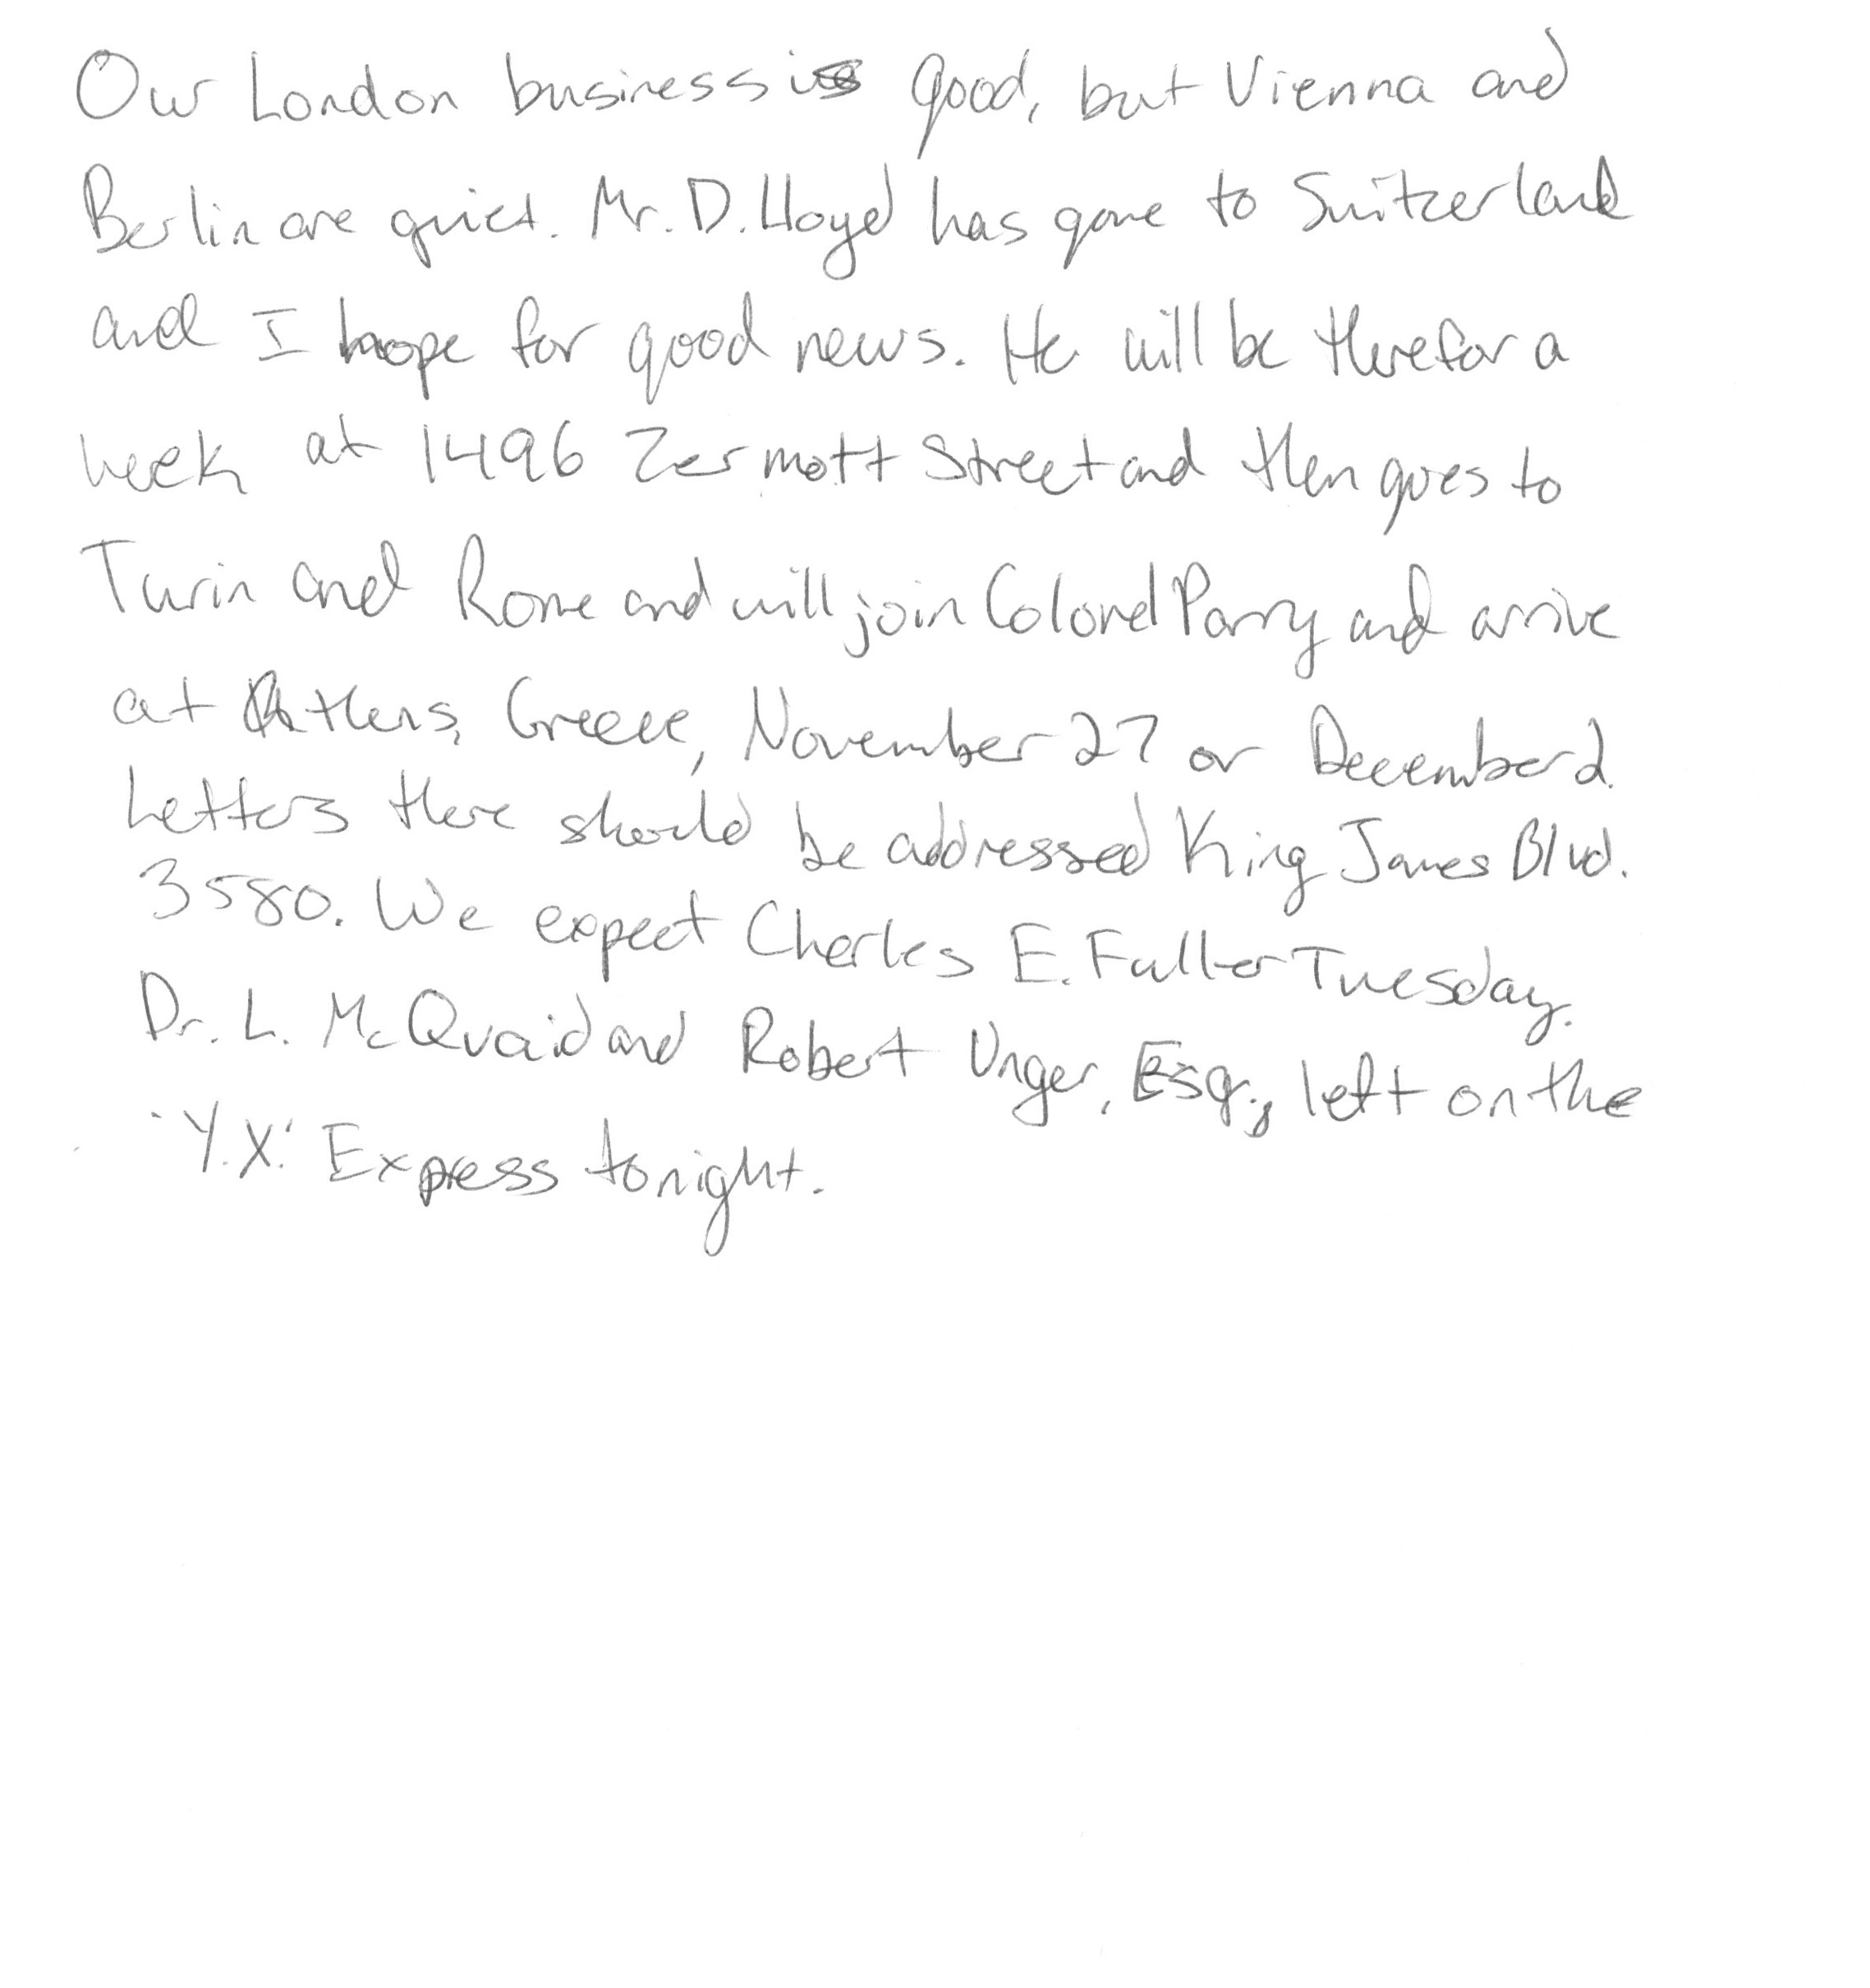 Our London business is good, but Vienna and
Berlin are quiet. Mr. D. Lloyd has gone to Switzerland
and I hope for good news. He will be there for a
week at 1496 Zermott Street and then goes to
Turin and Rome and will join Colonel Parry and arrive
at Athens, Greece, November 27 or December 2.
Letters there should be addressed King James Blvd.
3580. We expect Charles E. Fuller Tuesday.
Dr. L. McQuaid and Robert Unger, Esq., left on the
'Y.X.' Express tonight.